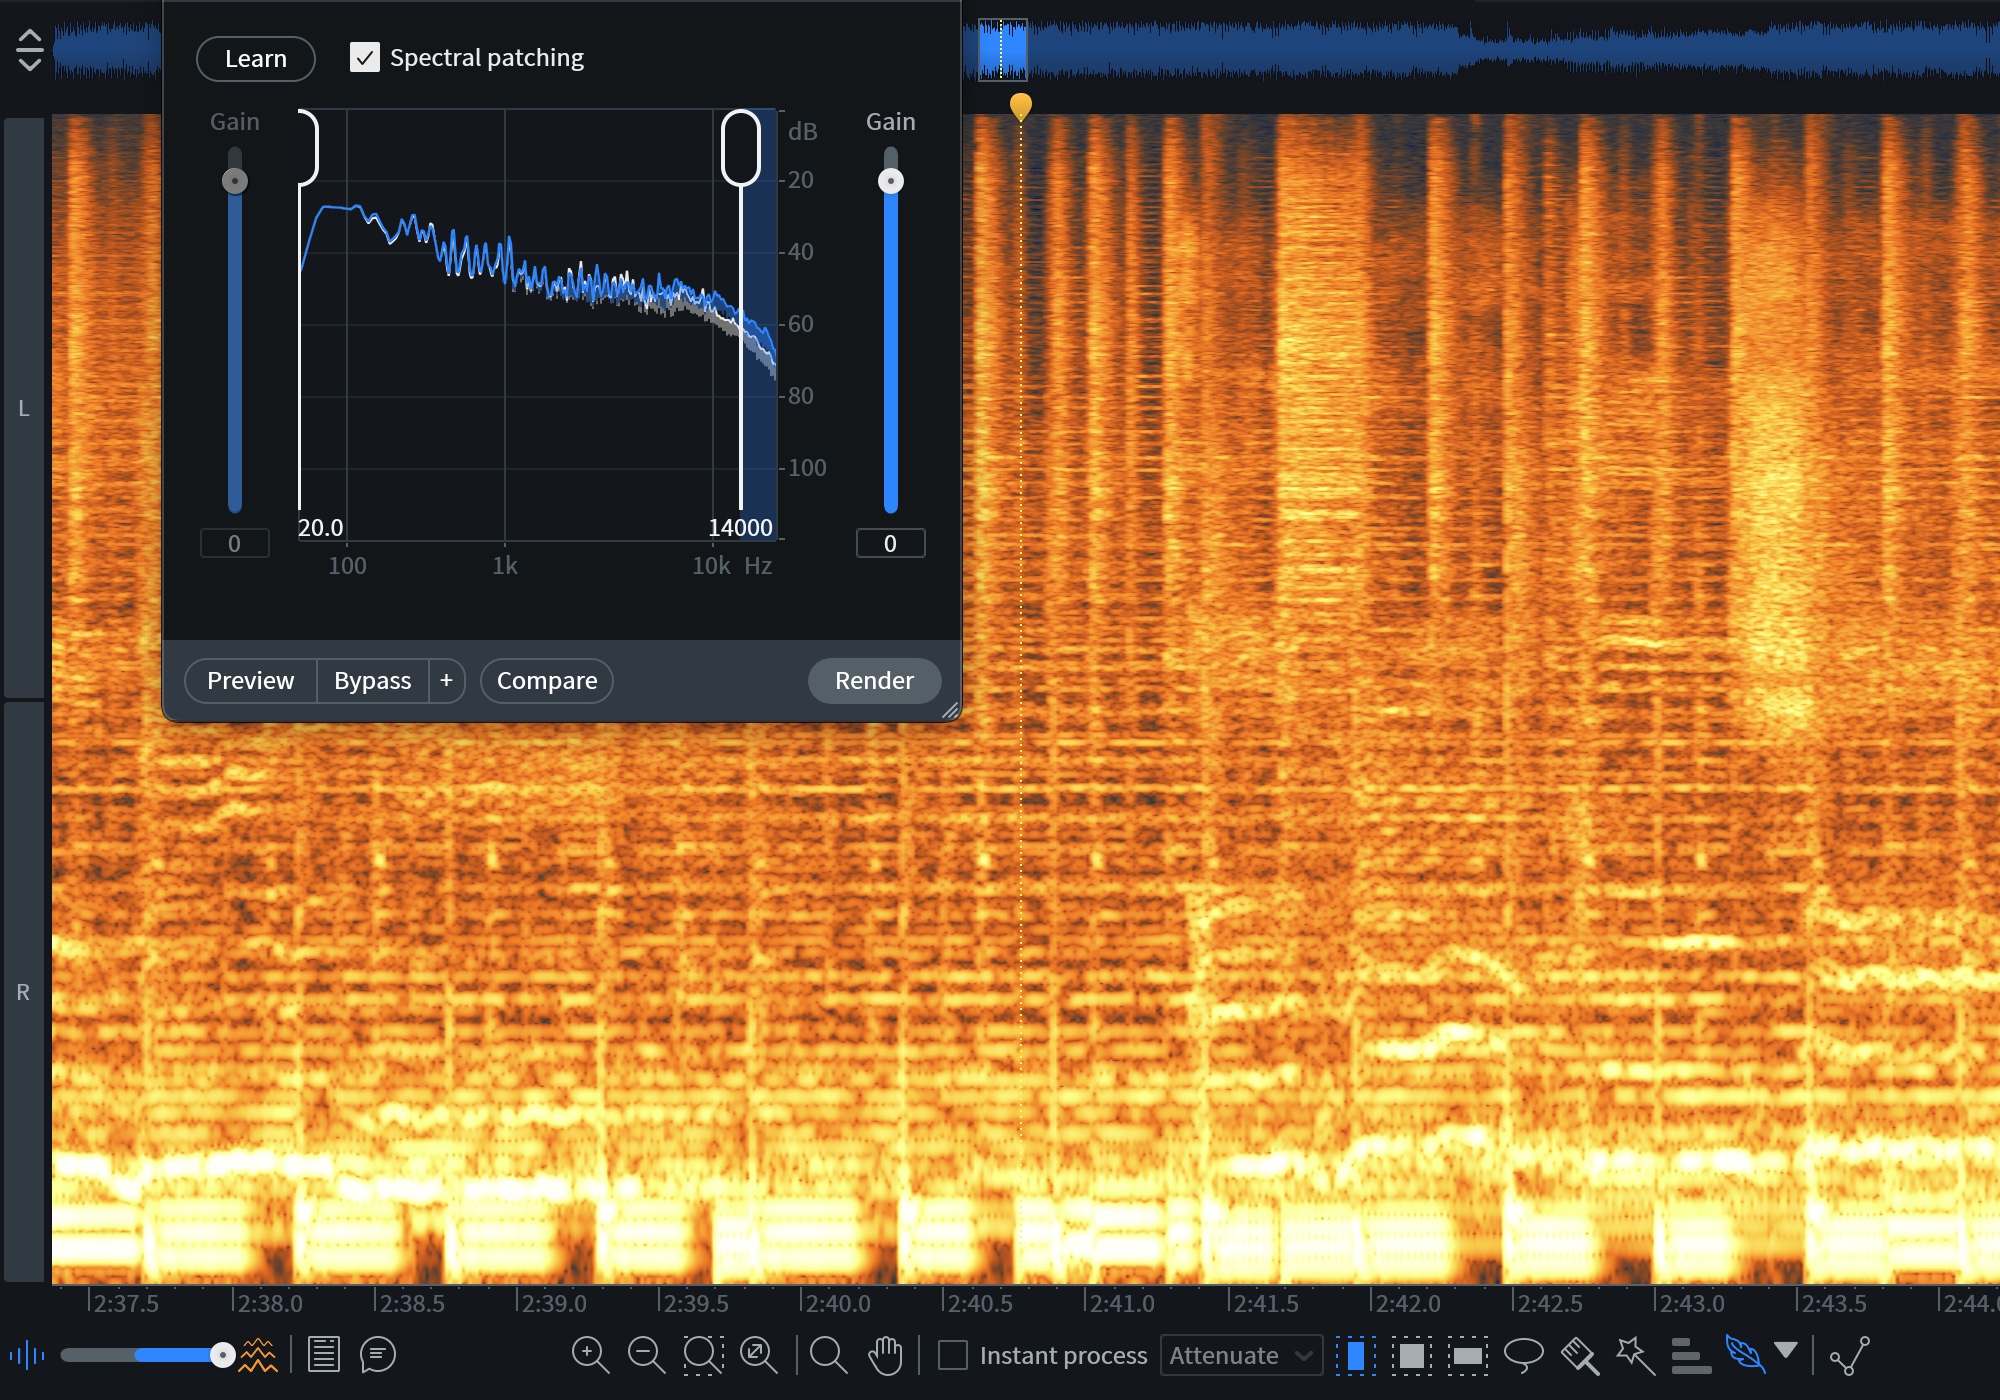 Learn
Spectral patching
Gain
dB
Gain
20
40
60
80
100
20.0
14000
0
0
100
1k
10k
Hz
Preview
Bypass
+
Compare
Render
L
R
2:37.5
2:38.0
2:38.5
2:39.0
2:39.5
2:40.0
2:40.5
2:41.0
2:41.5
2:42.0
2:42.5
2:43.0
2:43.5
2:44.0
Instant process
Attenuate